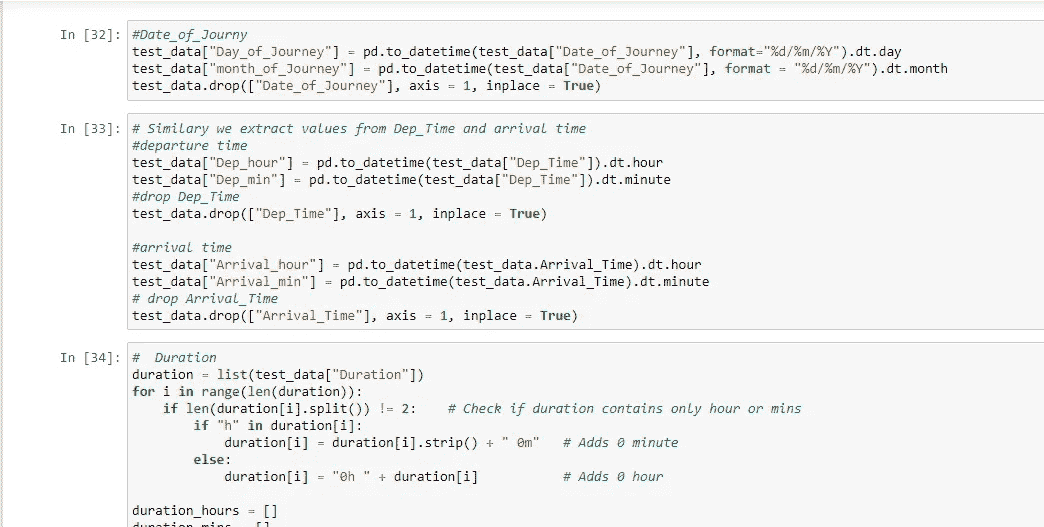 In [32]: #Date_of_Journy
test_data["Day_of_Journey"] = pd.to_datetime(test_data["Date_of_Journey"], format="%d/%m/%Y").dt.day
test_data["month_of_Journey"] = pd.to_datetime(test_data["Date_of_Journey"], format = "%d/%m/%Y").dt.month
test_data.drop(["Date_of_Journey"], axis = 1, inplace = True)
In [33]: # Similary we extract values from Dep_Time and arrival time
#departure time
test_data["Dep_hour"] = pd.to_datetime(test_data["Dep_Time"]).dt.hour
test_data["Dep_min"] = pd.to_datetime(test_data["Dep_Time"]).dt.minute
#drop Dep_Time
test_data.drop(["Dep_Time"], axis = 1, inplace = True)
#arrival time
test_data["Arrival_hour"] = pd.to_datetime(test_data.Arrival_Time).dt.hour
test_data["Arrival_min"] = pd.to_datetime(test_data.Arrival_Time).dt.minute
# drop Arrival_Time
test_data.drop(["Arrival_Time"], axis = 1, inplace = True)
In [34]: #  Duration
duration = list(test_data["Duration"])
for i in range(len(duration)):
    if len(duration[i].split()) != 2:    # Check if duration contains only hour or mins
        if "h" in duration[i]:
            duration[i] = duration[i].strip() + " 0m"   # Adds 0 minute
        else:
            duration[i] = "0h " + duration[i]           # Adds 0 hour
duration_hours = []
duration_mins = []